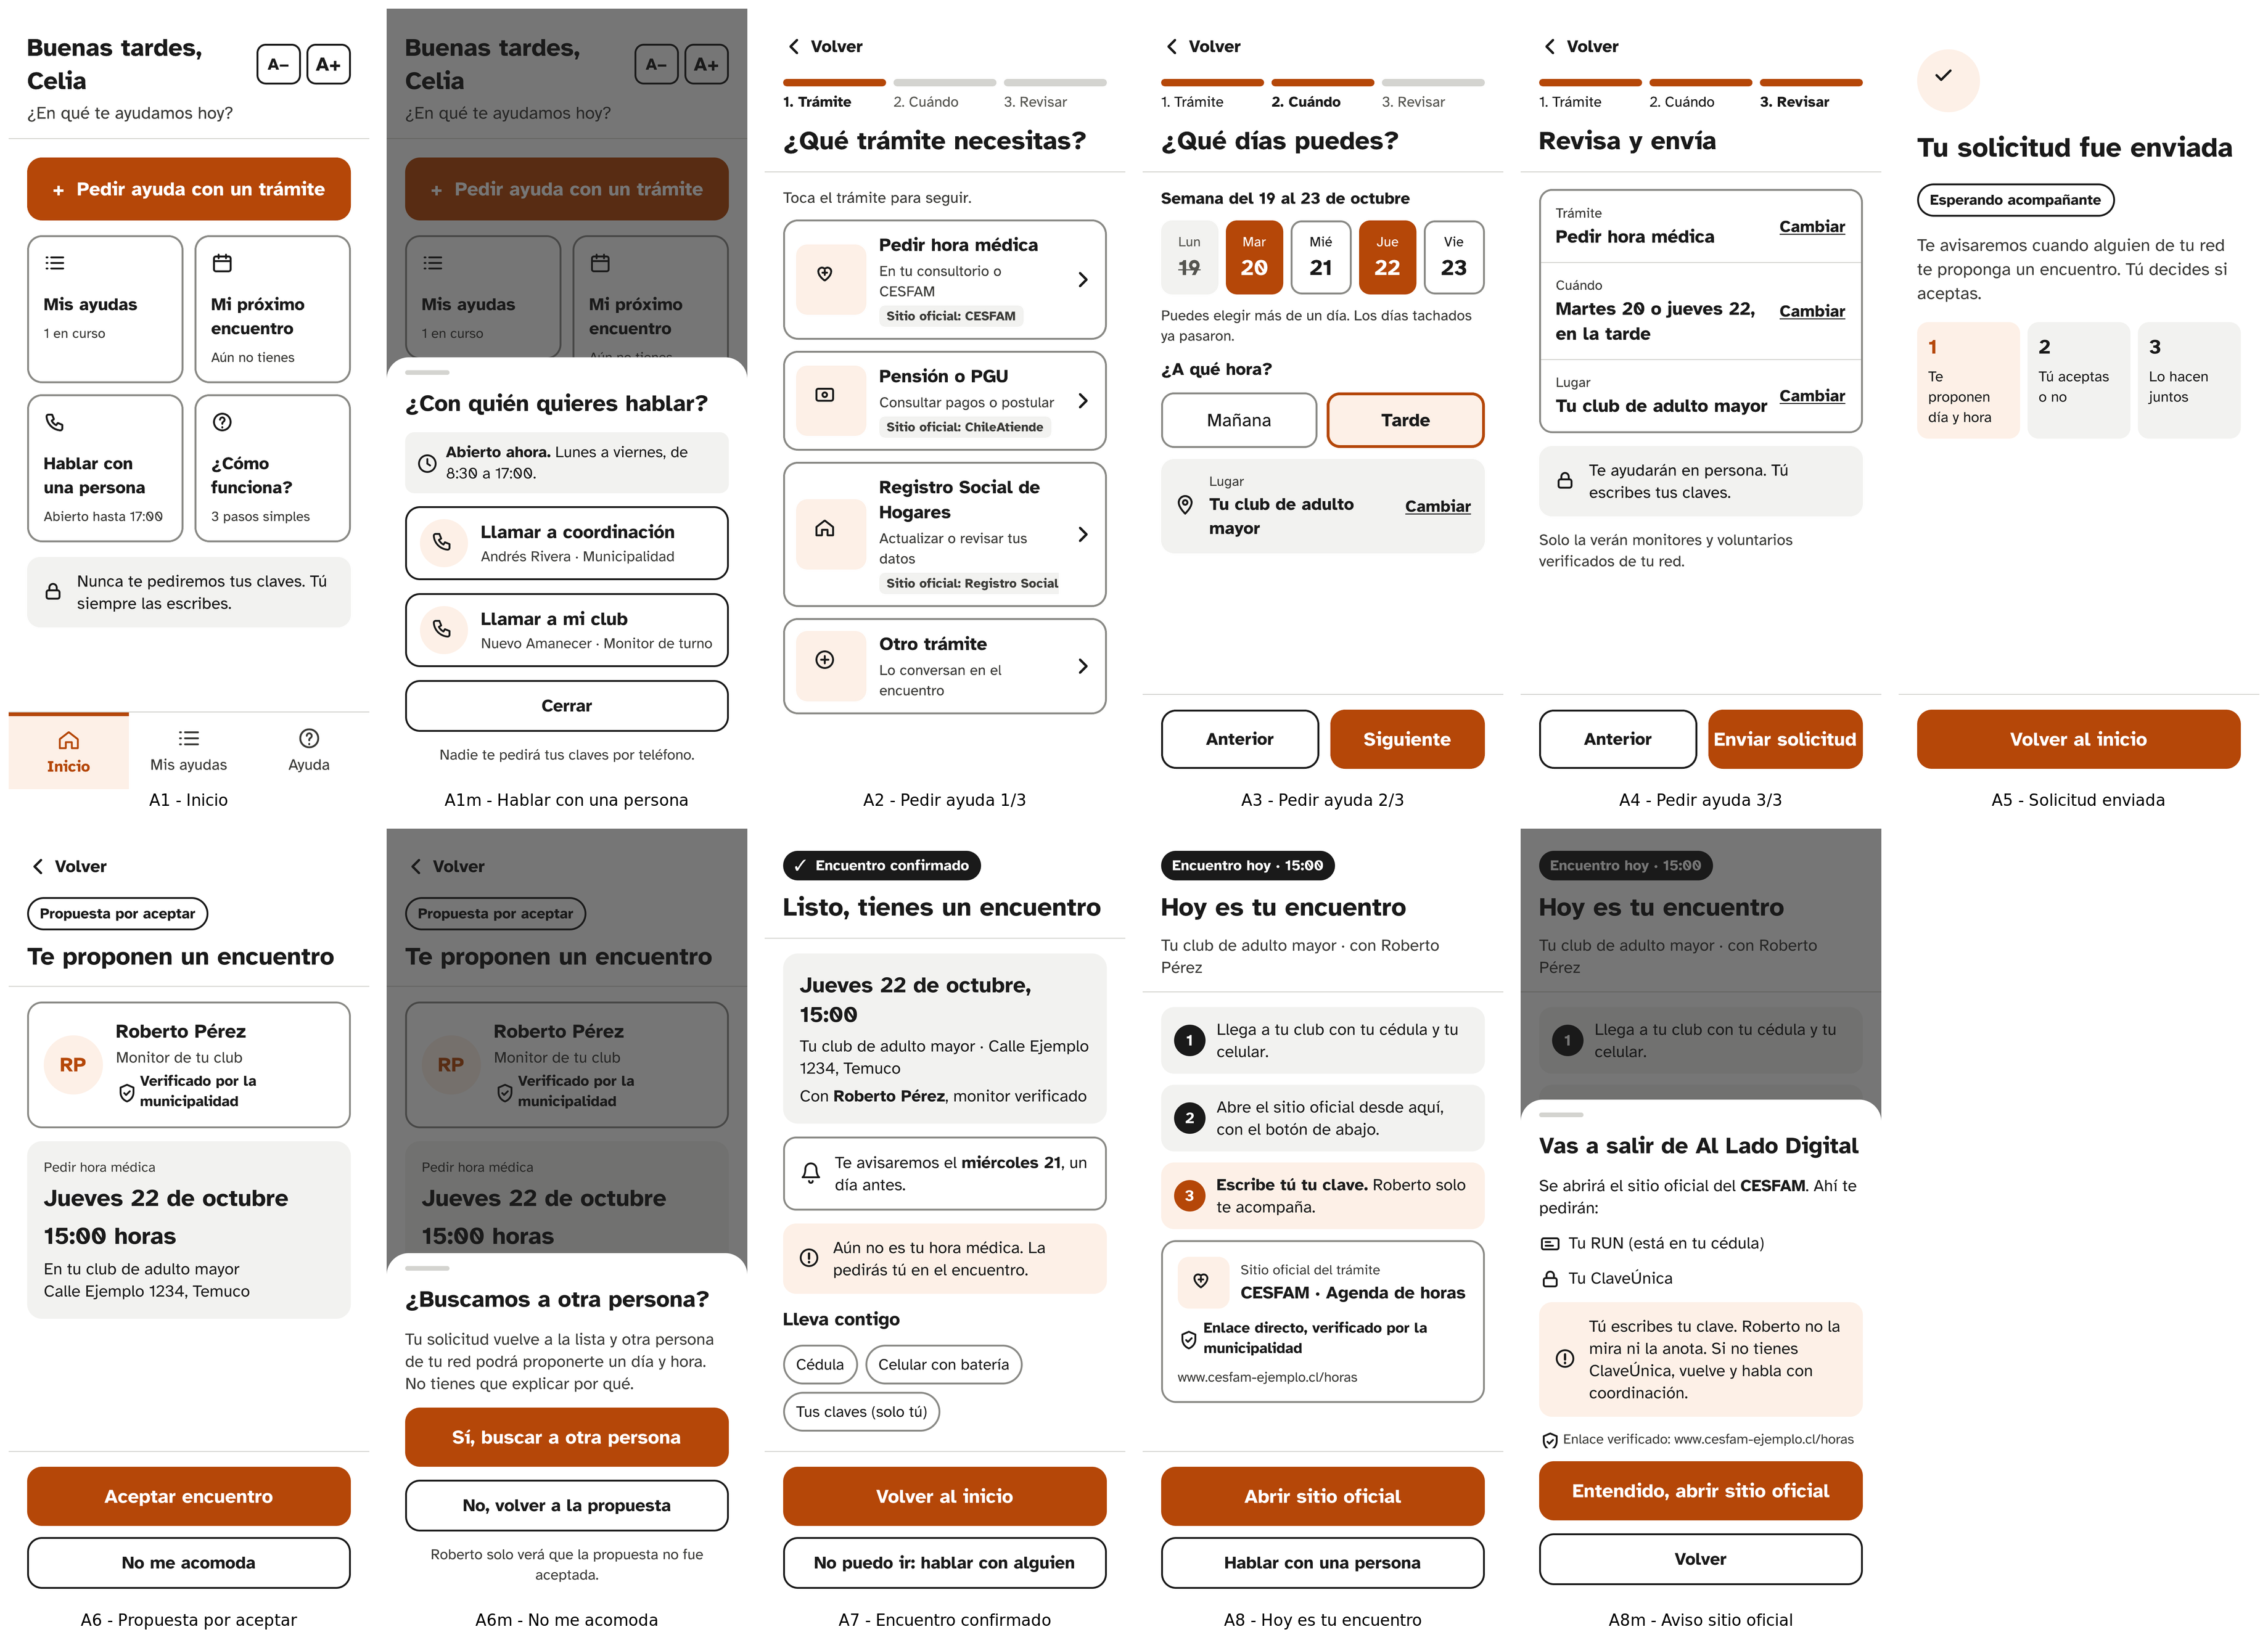 Buenas tardes,
Celia
A−
A+
¿En qué te ayudamos hoy?
+ Pedir ayuda con un trámite
Mis ayudas
1 en curso
Mi próximo
encuentro
Aún no tienes
Hablar con
una persona
Abierto hasta 17:00
¿Cómo
funciona?
3 pasos simples
Nunca te pediremos tus claves. Tú
siempre las escribes.
Inicio
Mis ayudas
Ayuda
A1 - Inicio
Buenas tardes,
Celia
A−
A+
¿En qué te ayudamos hoy?
+ Pedir ayuda con un trámite
Mis ayudas
1 en curso
Mi próximo
encuentro
Aún no tienes
¿Con quién quieres hablar?
Abierto ahora. Lunes a viernes, de
8:30 a 17:00.
Llamar a coordinación
Andrés Rivera · Municipalidad
Llamar a mi club
Nuevo Amanecer · Monitor de turno
Cerrar
Nadie te pedirá tus claves por teléfono.
A1m - Hablar con una persona
Volver
1. Trámite
2. Cuándo
3. Revisar
¿Qué trámite necesitas?
Toca el trámite para seguir.
Pedir hora médica
En tu consultorio o
CESFAM
Sitio oficial: CESFAM
Pensión o PGU
Consultar pagos o postular
Sitio oficial: ChileAtiende
Registro Social de
Hogares
Actualizar o revisar tus
datos
Sitio oficial: Registro Social
Otro trámite
Lo conversan en el
encuentro
A2 - Pedir ayuda 1/3
Volver
1. Trámite
2. Cuándo
3. Revisar
¿Qué días puedes?
Semana del 19 al 23 de octubre
Lun
19
Mar
20
Mié
21
Jue
22
Vie
23
Puedes elegir más de un día. Los días tachados
ya pasaron.
¿A qué hora?
Mañana
Tarde
Lugar
Tu club de adulto
mayor
Cambiar
Anterior
Siguiente
A3 - Pedir ayuda 2/3
Volver
1. Trámite
2. Cuándo
3. Revisar
Revisa y envía
Trámite
Pedir hora médica
Cambiar
Cuándo
Martes 20 o jueves 22,
en la tarde
Cambiar
Lugar
Tu club de adulto mayor
Cambiar
Te ayudarán en persona. Tú
escribes tus claves.
Solo la verán monitores y voluntarios
verificados de tu red.
Anterior
Enviar solicitud
A4 - Pedir ayuda 3/3
Tu solicitud fue enviada
Esperando acompañante
Te avisaremos cuando alguien de tu red
te proponga un encuentro. Tú decides si
aceptas.
1
Te
proponen
día y hora
2
Tú aceptas
o no
3
Lo hacen
juntos
Volver al inicio
A5 - Solicitud enviada
Volver
Propuesta por aceptar
Te proponen un encuentro
RP
Roberto Pérez
Monitor de tu club
Verificado por la
municipalidad
Pedir hora médica
Jueves 22 de octubre
15:00 horas
En tu club de adulto mayor
Calle Ejemplo 1234, Temuco
Aceptar encuentro
No me acomoda
A6 - Propuesta por aceptar
Volver
Propuesta por aceptar
Te proponen un encuentro
RP
Roberto Pérez
Monitor de tu club
Verificado por la
municipalidad
Pedir hora médica
Jueves 22 de octubre
15:00 horas
¿Buscamos a otra persona?
Tu solicitud vuelve a la lista y otra persona
de tu red podrá proponerte un día y hora.
No tienes que explicar por qué.
Sí, buscar a otra persona
No, volver a la propuesta
Roberto solo verá que la propuesta no fue
aceptada.
A6m - No me acomoda
✓ Encuentro confirmado
Listo, tienes un encuentro
Jueves 22 de octubre,
15:00
Tu club de adulto mayor · Calle Ejemplo
1234, Temuco
Con Roberto Pérez, monitor verificado
Te avisaremos el miércoles 21, un
día antes.
Aún no es tu hora médica. La
pedirás tú en el encuentro.
Lleva contigo
Cédula
Celular con batería
Tus claves (solo tú)
Volver al inicio
No puedo ir: hablar con alguien
A7 - Encuentro confirmado
Encuentro hoy · 15:00
Hoy es tu encuentro
Tu club de adulto mayor · con Roberto
Pérez
1
Llega a tu club con tu cédula y tu
celular.
2
Abre el sitio oficial desde aquí,
con el botón de abajo.
3
Escribe tú tu clave. Roberto solo
te acompaña.
Sitio oficial del trámite
CESFAM · Agenda de horas
Enlace directo, verificado por la
municipalidad
www.cesfam-ejemplo.cl/horas
Abrir sitio oficial
Hablar con una persona
A8 - Hoy es tu encuentro
Encuentro hoy · 15:00
Hoy es tu encuentro
Tu club de adulto mayor · con Roberto
Pérez
1
Llega a tu club con tu cédula y tu
celular.
Vas a salir de Al Lado Digital
Se abrirá el sitio oficial del CESFAM. Ahí te
pedirán:
Tu RUN (está en tu cédula)
Tu ClaveÚnica
Tú escribes tu clave. Roberto no la
mira ni la anota. Si no tienes
ClaveÚnica, vuelve y habla con
coordinación.
Enlace verificado: www.cesfam-ejemplo.cl/horas
Entendido, abrir sitio oficial
Volver
A8m - Aviso sitio oficial